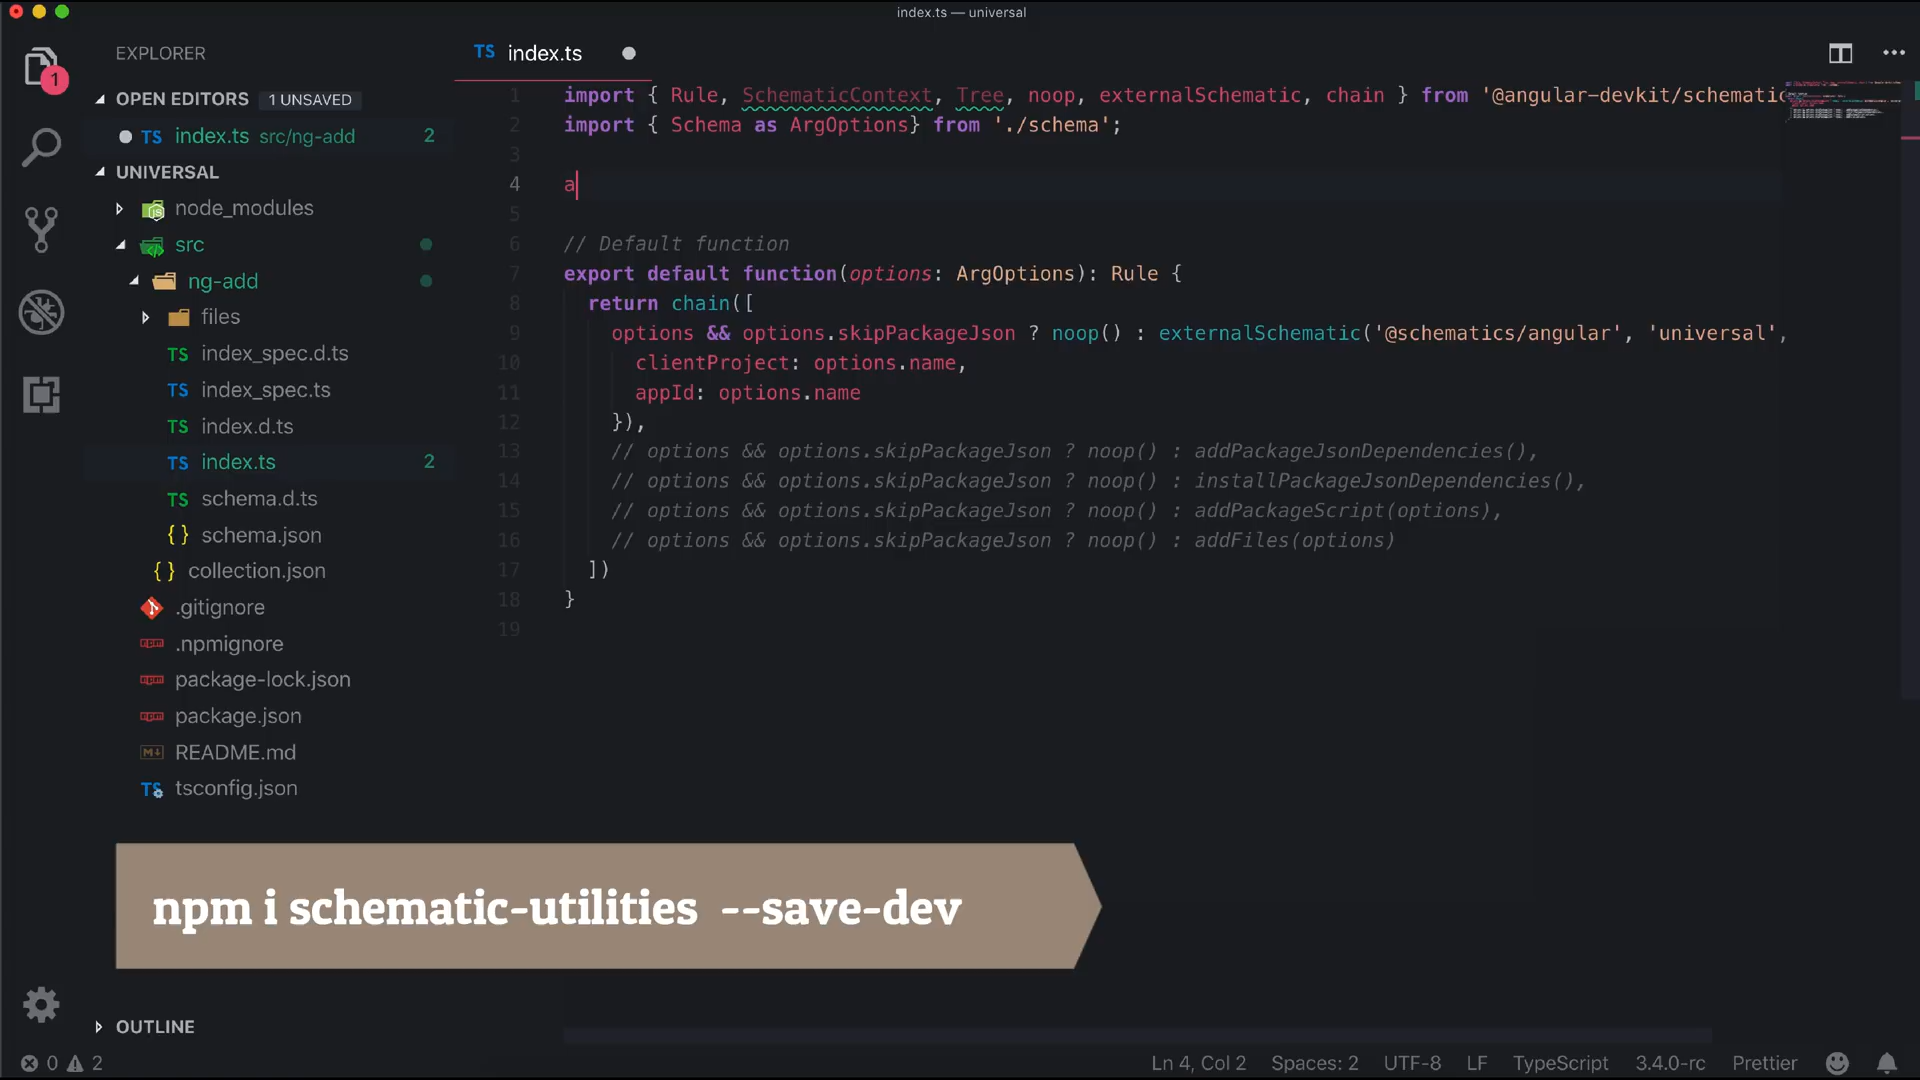 index.ts — universal
EXPLORER
OPEN EDITORS 1 UNSAVED
TS index.ts src/ng-add 2
UNIVERSAL
node_modules
src
ng-add
files
TS index_spec.d.ts
TS index_spec.ts
TS index.d.ts
TS index.ts 2
TS schema.d.ts
{ } schema.json
{ } collection.json
.gitignore
.npmignore
package-lock.json
package.json
README.md
TS tsconfig.json
OUTLINE
1
TS index.ts
1 import { Rule, SchematicContext, Tree, noop, externalSchematic, chain } from '@angular-devkit/schematic
2 import { Schema as ArgOptions} from './schema';
3
4 a
5
6 // Default function
7 export default function(options: ArgOptions): Rule {
8 return chain([
9 options && options.skipPackageJson ? noop() : externalSchematic('@schematics/angular', 'universal',
10 clientProject: options.name,
11 appId: options.name
12 }),
13 // options && options.skipPackageJson ? noop() : addPackageJsonDependencies(),
14 // options && options.skipPackageJson ? noop() : installPackageJsonDependencies(),
15 // options && options.skipPackageJson ? noop() : addPackageScript(options),
16 // options && options.skipPackageJson ? noop() : addFiles(options)
17 ])
18 }
19
npm i schematic-utilities --save-dev
0 2 Ln 4, Col 2 Spaces: 2 UTF-8 LF TypeScript 3.4.0-rc Prettier